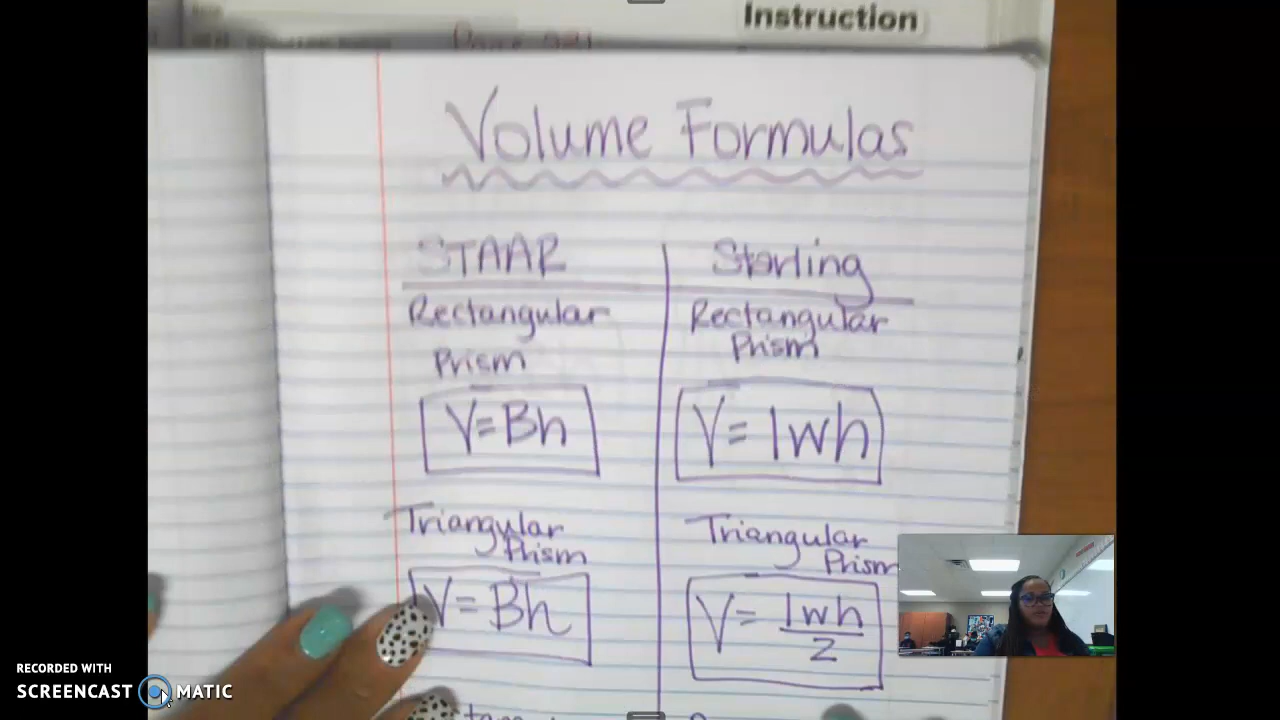 Instruction
Volume Formulas
STAAR
Rectangular
Prism
V=Bh
Triangular
Prism
V=Bh
Starling
Rectangular
Prism
V=lwh
Triangular
Prism
V=lwh
2
RECORDED WITH
SCREENCAST MATIC